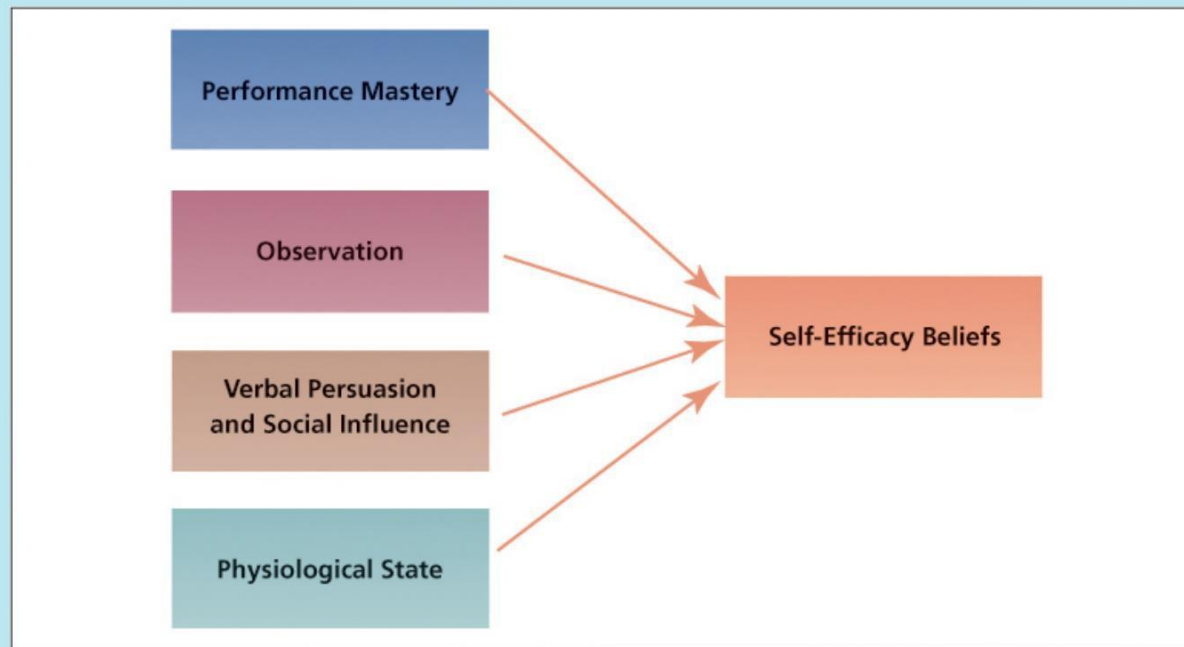 Performance Mastery
Observation
Verbal Persuasion
and Social Influence
Physiological State
Self-Efficacy Beliefs